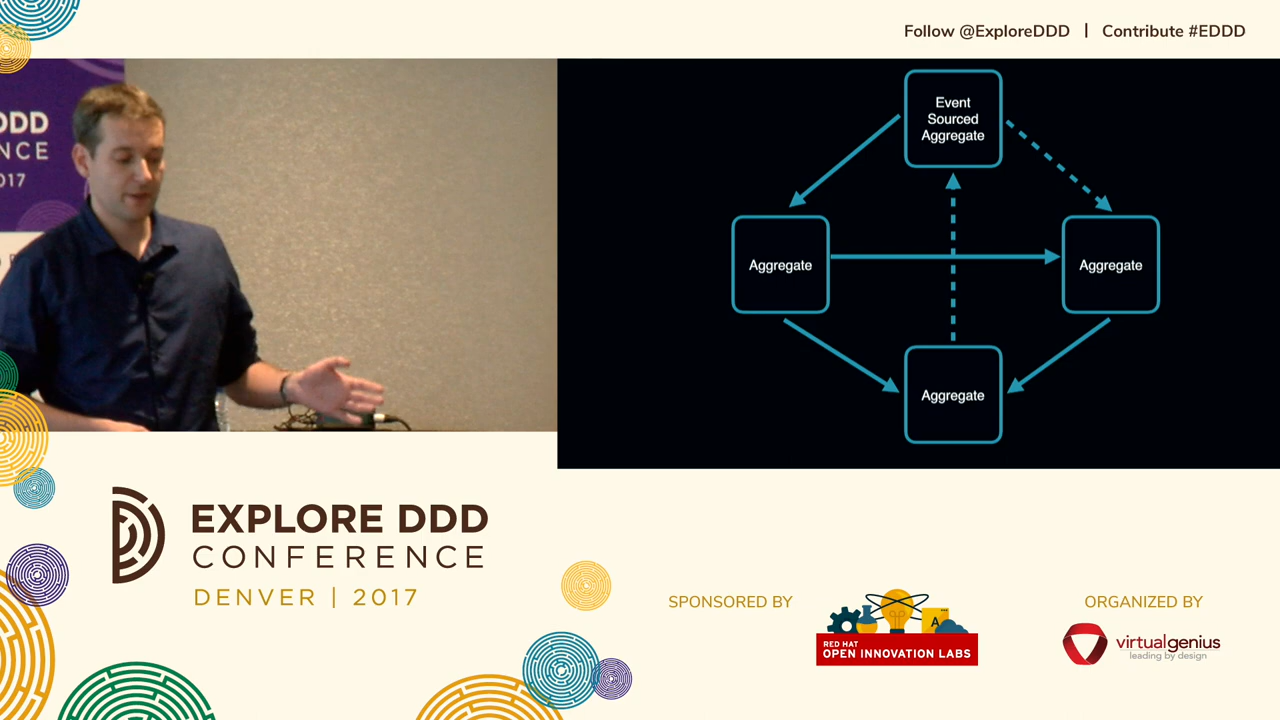 Follow @ExploreDDD | Contribute #EDDD
DDD
NCE
017
Event
Sourced
Aggregate
Aggregate
Aggregate
Aggregate
EXPLORE DDD
CONFERENCE
DENVER | 2017
SPONSORED BY
A
RED HAT
OPEN INNOVATION LABS
ORGANIZED BY
virtualgenius
leading by design